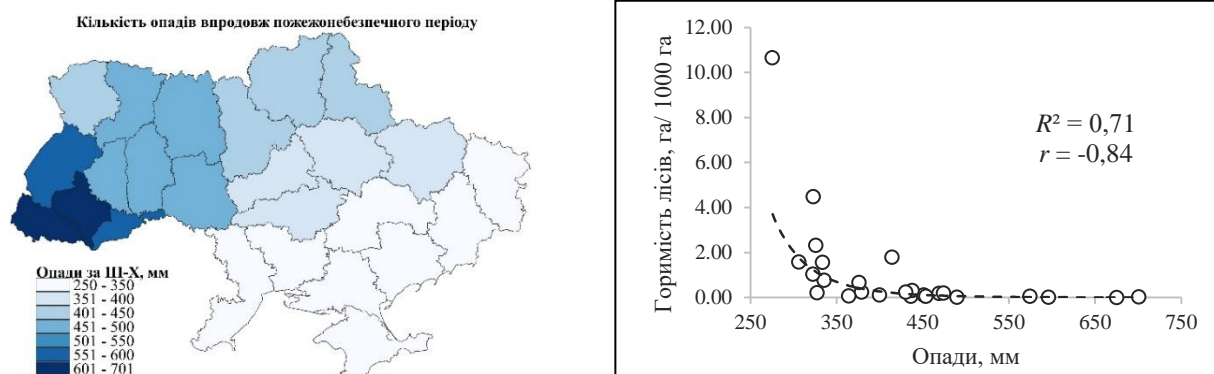 Кількість опадів впродовж пожежонебезпечного періоду
Опади за III-X, мм
250 - 350
351 - 400
401 - 450
451 - 500
501 - 550
551 - 600
601 - 701
Горимість лісів, га/ 1000 га
12.00
10.00
8.00
6.00
4.00
2.00
0.00
R² = 0,71
r = -0,84
250 350 450 550 650 750
Опади, мм